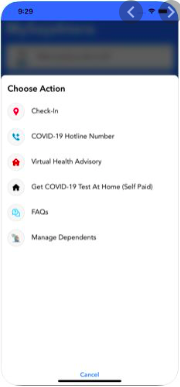 9:29
Choose Action
Check-In
COVID-19 Hotline Number
Virtual Health Advisory
Get COVID-19 Test At Home (Self Paid)
FAQs
Manage Dependents
Cancel